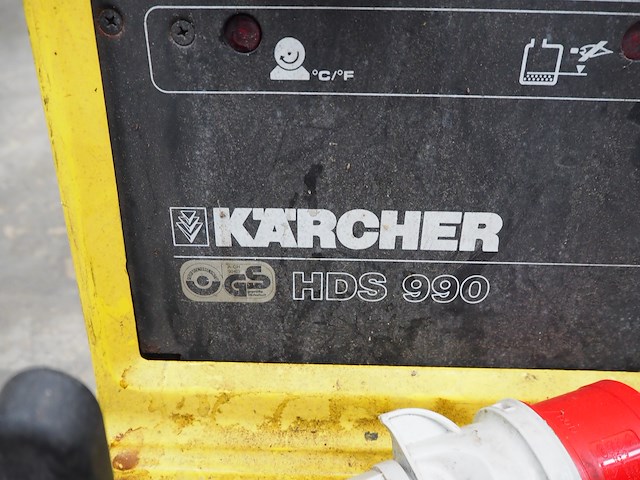 °C/°F
KÄRCHER
GS
HDS 990